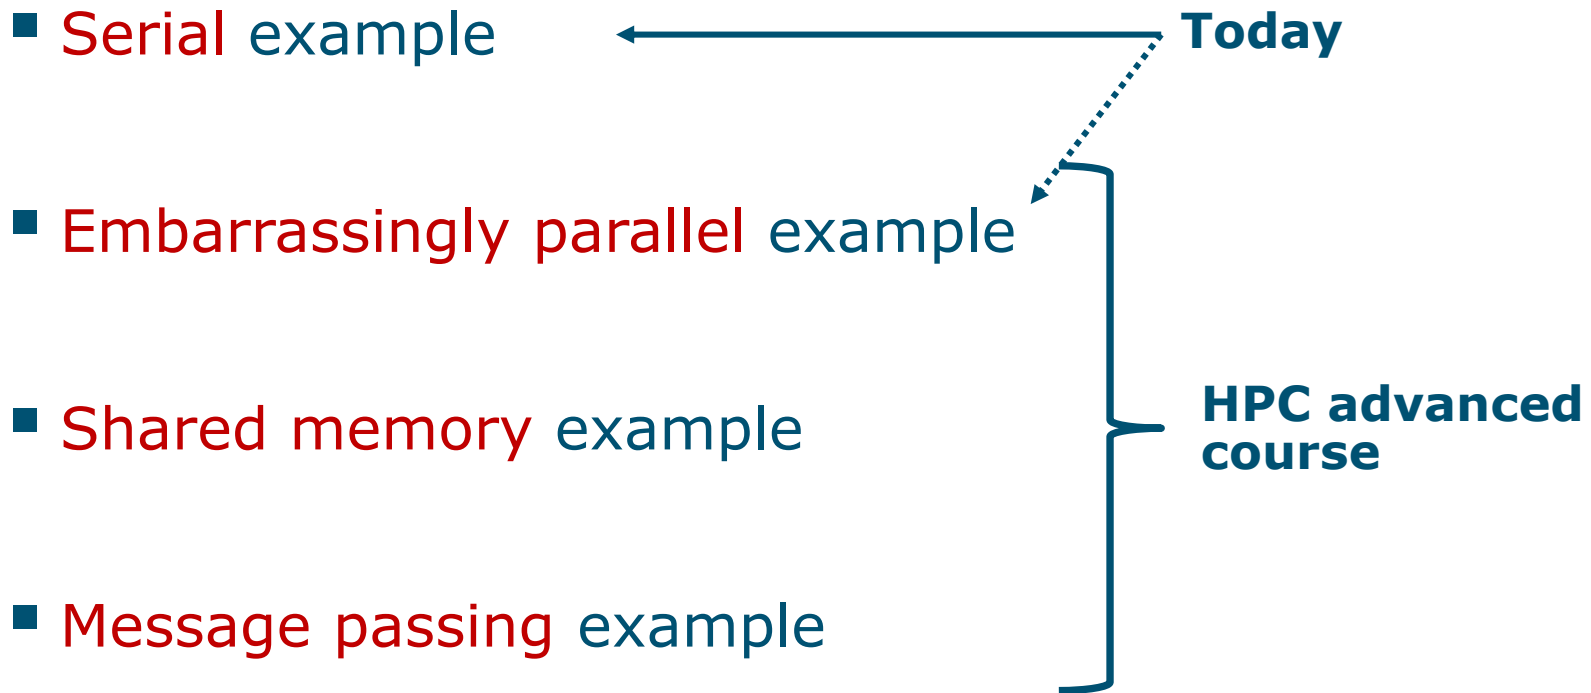 Serial example
Today
Embarrassingly parallel example
Shared memory example
HPC advanced
course
Message passing example